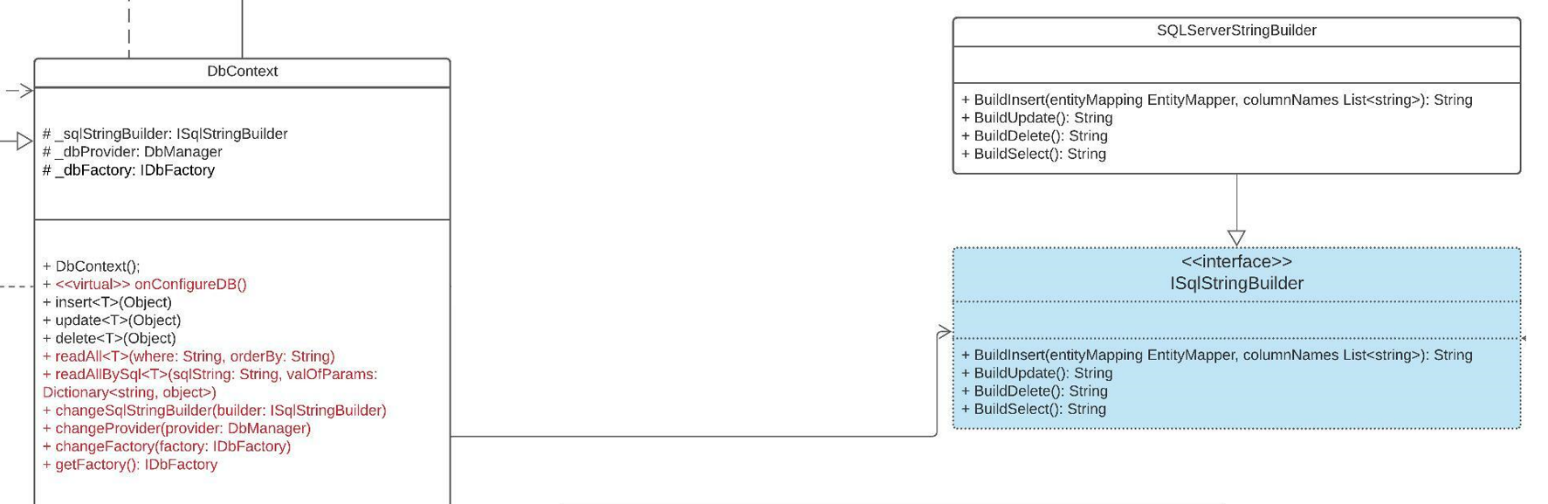 DbContext
# _sqlStringBuilder: ISqlStringBuilder
# _dbProvider: DbManager
# _dbFactory: IDbFactory
+ DbContext();
+ <<virtual>> onConfigureDB()
+ insert<T>(Object)
+ update<T>(Object)
+ delete<T>(Object)
+ readAll<T>(where: String, orderBy: String)
+ readAllBySql<T>(sqlString: String, valOfParams:
Dictionary<string, object>)
+ changeSqlStringBuilder(builder: ISqlStringBuilder)
+ changeProvider(provider: DbManager)
+ changeFactory(factory: IDbFactory)
+ getFactory(): IDbFactory
SQLServerStringBuilder
+ BuildInsert(entityMapping EntityMapper, columnNames List<string>): String
+ BuildUpdate(): String
+ BuildDelete(): String
+ BuildSelect(): String
<<interface>>
ISqlStringBuilder
+ BuildInsert(entityMapping EntityMapper, columnNames List<string>): String
+ BuildUpdate(): String
+ BuildDelete(): String
+ BuildSelect(): String